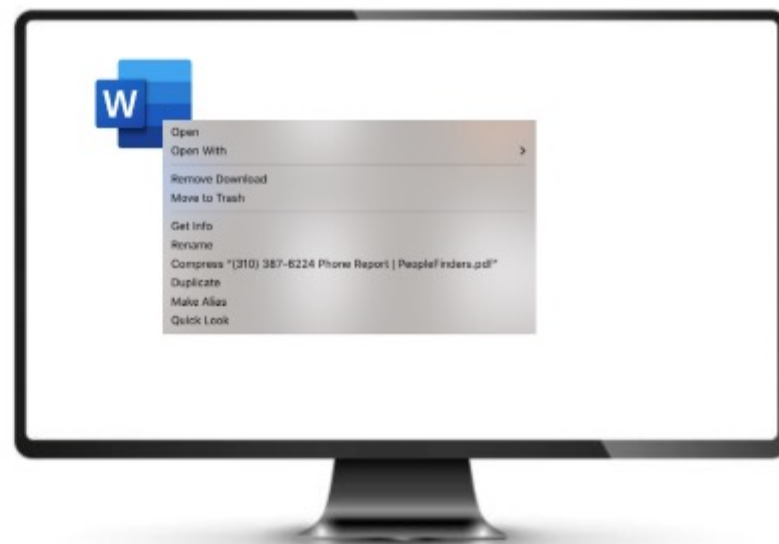 W
Open
Open With
Remove Download
Move to Trash
Get Info
Rename
Compress "(310) 387-6224 Phone Report | PeopleFinders.pdf"
Duplicate
Make Alias
Quick Look